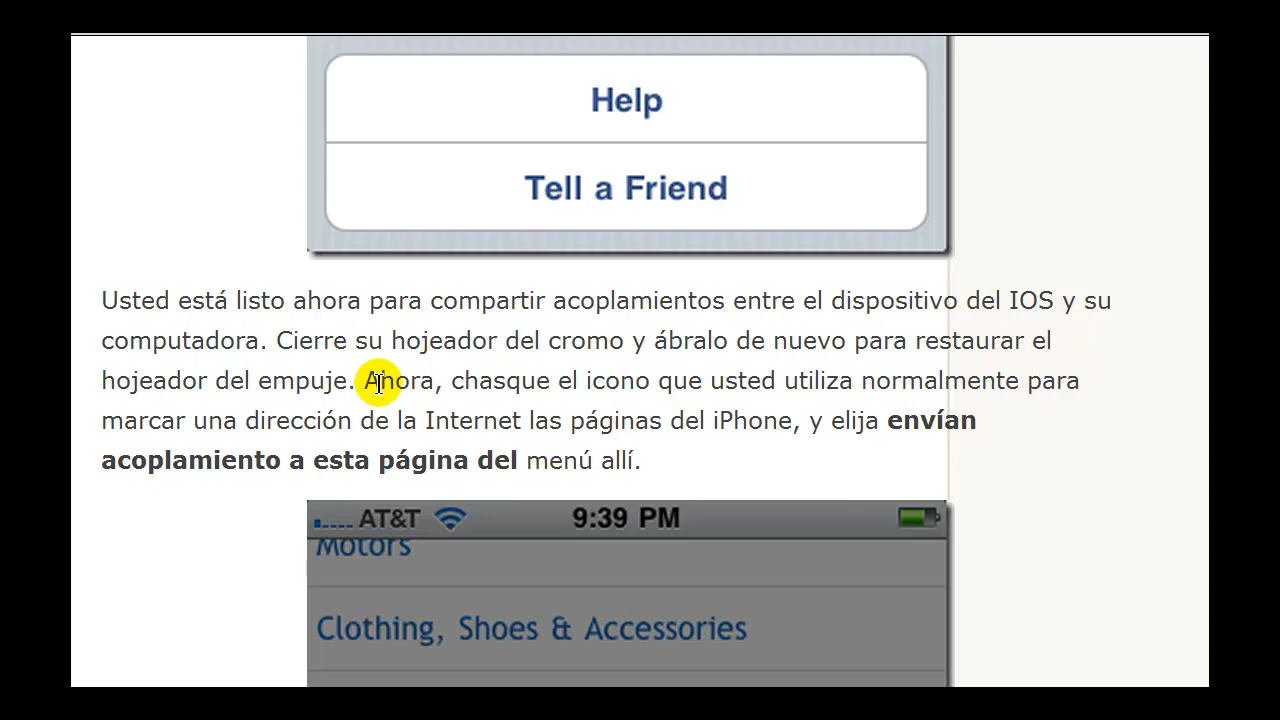 Help
Tell a Friend
Usted está listo ahora para compartir acoplamientos entre el dispositivo del IOS y su
computadora. Cierre su hojeador del cromo y ábralo de nuevo para restaurar el
hojeador del empuje. Ahora, chasque el icono que usted utiliza normalmente para
marcar una dirección de la Internet las páginas del iPhone, y elija envían
acoplamiento a esta página del menú allí.
AT&T 9:39 PM
Motors
Clothing, Shoes & Accessories